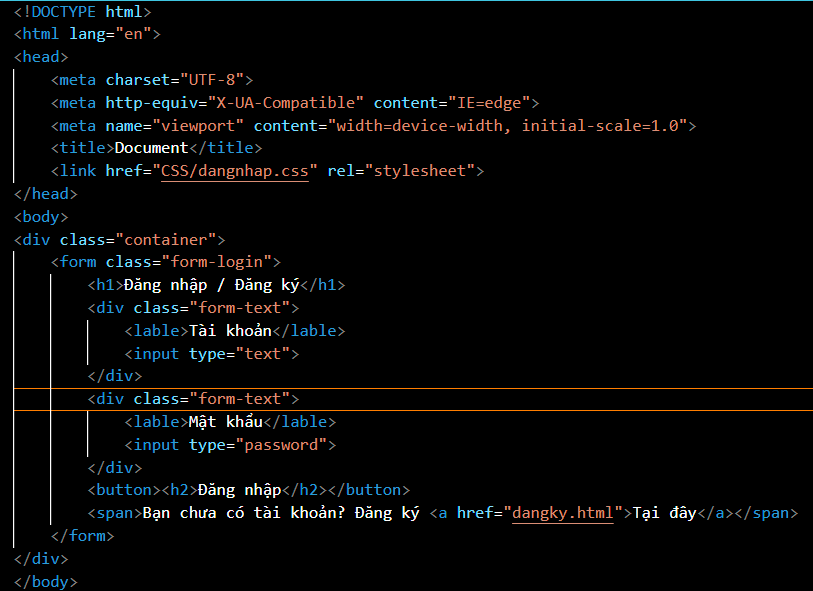 <!DOCTYPE html>
<html lang="en">
<head>
    <meta charset="UTF-8">
    <meta http-equiv="X-UA-Compatible" content="IE=edge">
    <meta name="viewport" content="width=device-width, initial-scale=1.0">
    <title>Document</title>
    <link href="CSS/dangnhap.css" rel="stylesheet">
</head>
<body>
<div class="container">
    <form class="form-login">
        <h1>Đăng nhập / Đăng ký</h1>
        <div class="form-text">
            <lable>Tài khoản</lable>
            <input type="text">
        </div>
        <div class="form-text">
            <lable>Mật khẩu</lable>
            <input type="password">
        </div>
        <button><h2>Đăng nhập</h2></button>
        <span>Bạn chưa có tài khoản? Đăng ký <a href="dangky.html">Tại đây</a></span>
    </form>
</div>
</body>